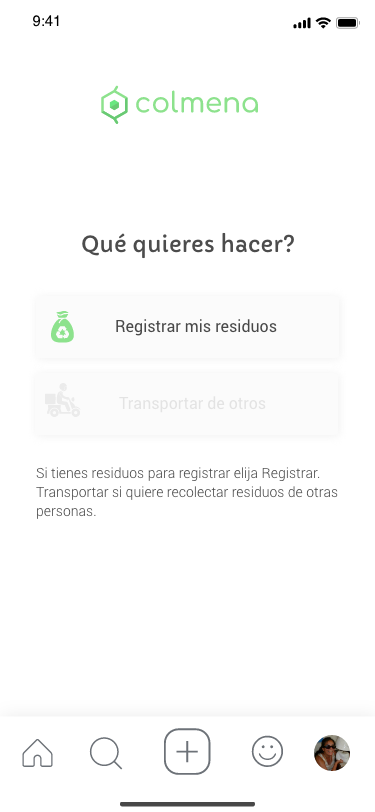 9:41
colmena
Qué quieres hacer?
Registrar mis residuos
Transportar de otros
Si tienes residuos para registrar elija Registrar.
Transportar si quiere recolectar residuos de otras
personas.